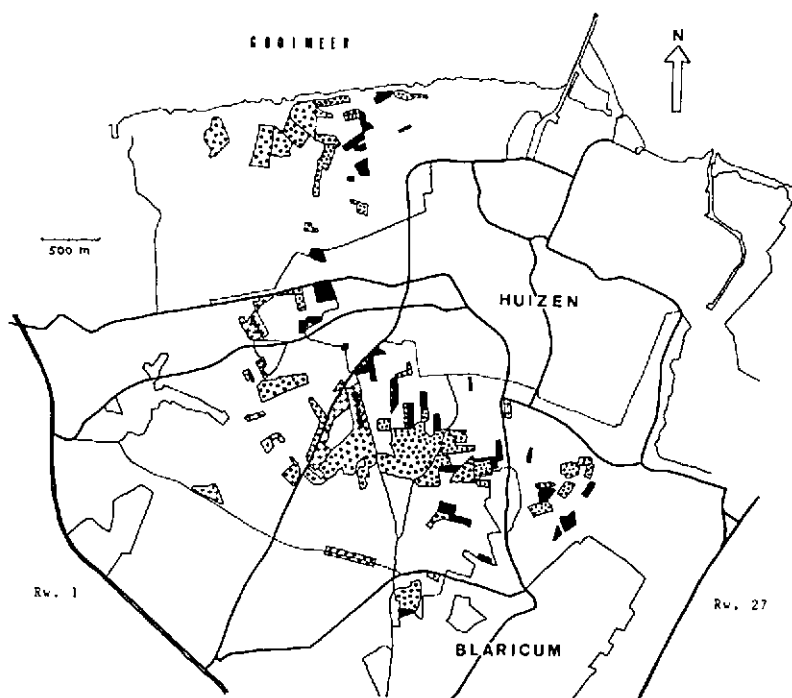 GOOIMEER
N
500 m
HUIZEN
Rw. 1
Rw. 27
BLARICUM